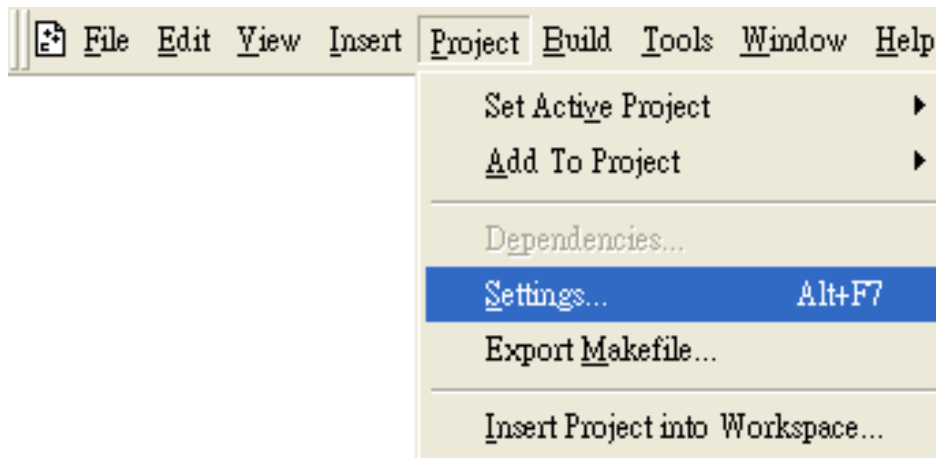 File Edit View Insert Project Build Tools Window Help
Set Active Project
Add To Project
Dependencies...
Settings... Alt+F7
Export Makefile...
Insert Project into Workspace...